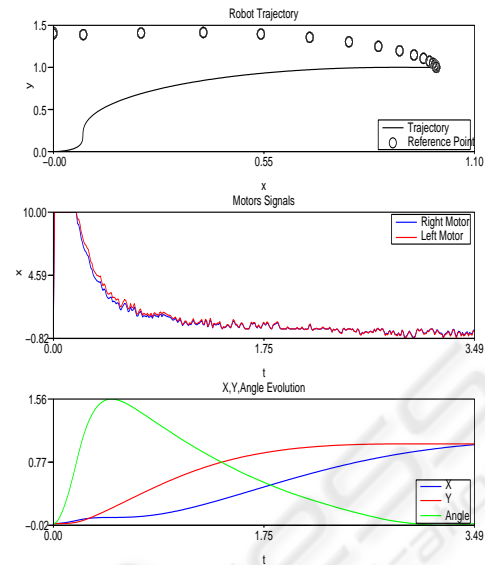 Robot Trajectory
1.5
1.0
y
0.5
0.0
−0.00 0.55 1.10
x
Trajectory
Reference Point
Motors Signals
10.00
x
4.59
−0.82
0.00 1.75 3.49
t
Right Motor
Left Motor
X,Y,Angle Evolution
1.56
0.77
−0.02
0.00 1.75 3.49
t
X
Y
Angle